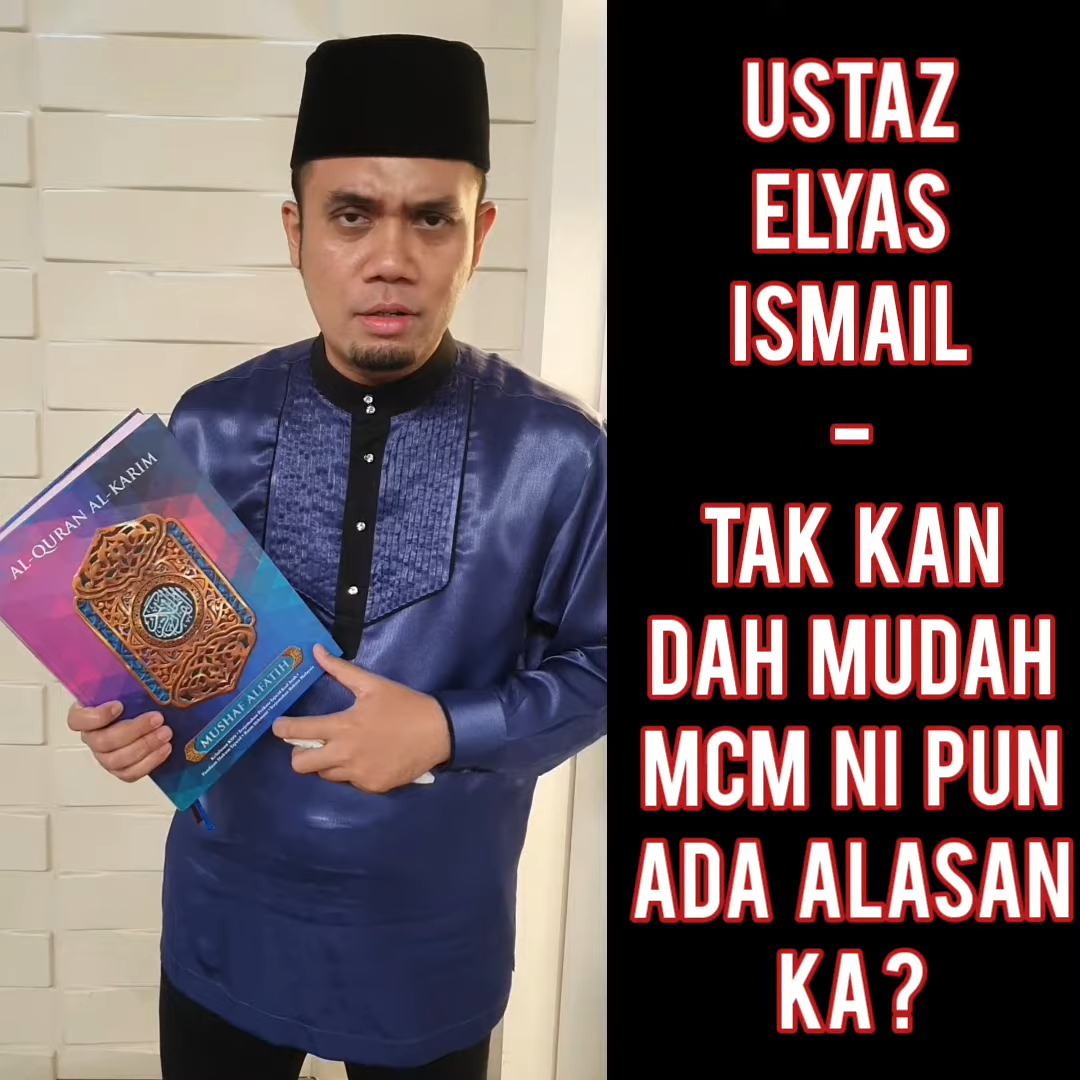 USTAZ
ELYAS
ISMAIL
-
TAK KAN
DAH MUDAH
MCM NI PUN
ADA ALASAN
KA?
AL-QURAN AL-KARIM
MUSHAF ALFATIH